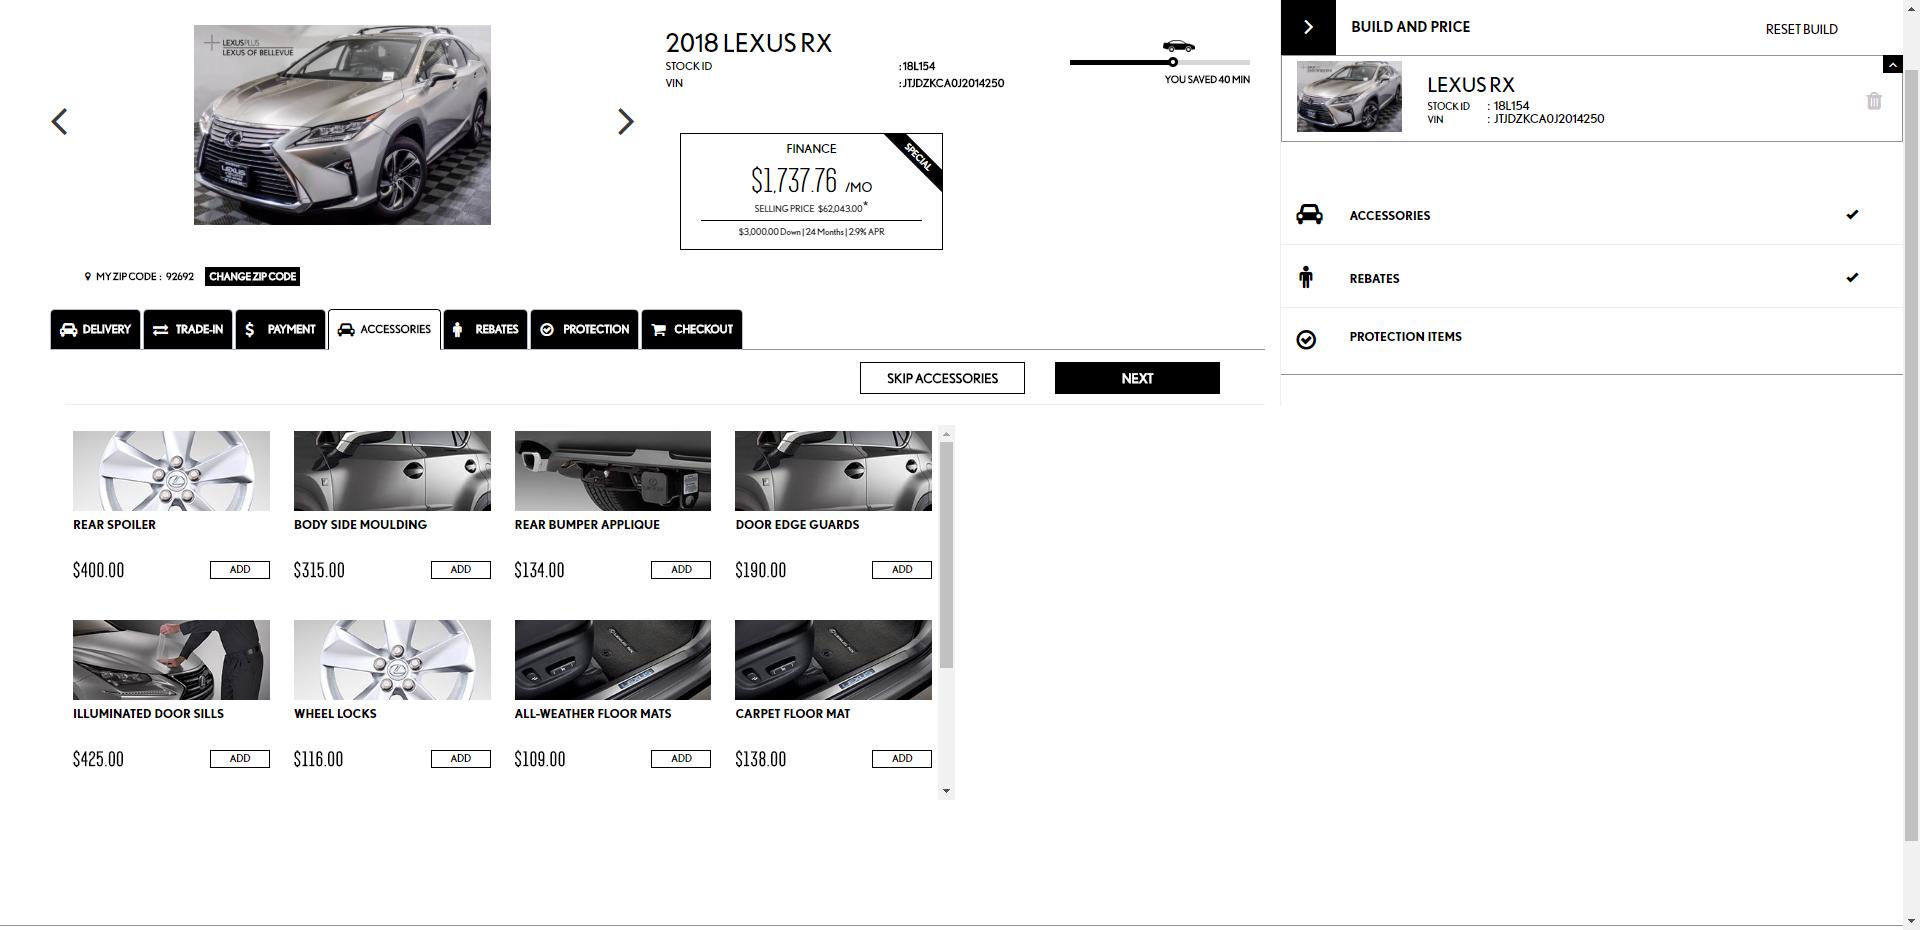 LEXUSPLUS
LEXUS OF BELLEVUE
LEXUS
2018 LEXUS RX
STOCK ID : 18L154
VIN : JTJDZKCA0J2014250
YOU SAVED 40 MIN
FINANCE
SPECIAL
$1,737.76 /MO
SELLING PRICE $62,043.00*
$3,000.00 Down | 24 Months | 2.9% APR
MY ZIP CODE : 92692 CHANGE ZIP CODE
DELIVERY TRADE-IN PAYMENT ACCESSORIES REBATES PROTECTION CHECKOUT
SKIP ACCESSORIES NEXT
REAR SPOILER BODY SIDE MOULDING REAR BUMPER APPLIQUE DOOR EDGE GUARDS
$400.00 ADD $315.00 ADD $134.00 ADD $190.00 ADD
ILLUMINATED DOOR SILLS WHEEL LOCKS ALL-WEATHER FLOOR MATS CARPET FLOOR MAT
$425.00 ADD $116.00 ADD $109.00 ADD $138.00 ADD
BUILD AND PRICE RESET BUILD
LEXUS RX
STOCK ID : 18L154
VIN : JTJDZKCA0J2014250
ACCESSORIES
REBATES
PROTECTION ITEMS